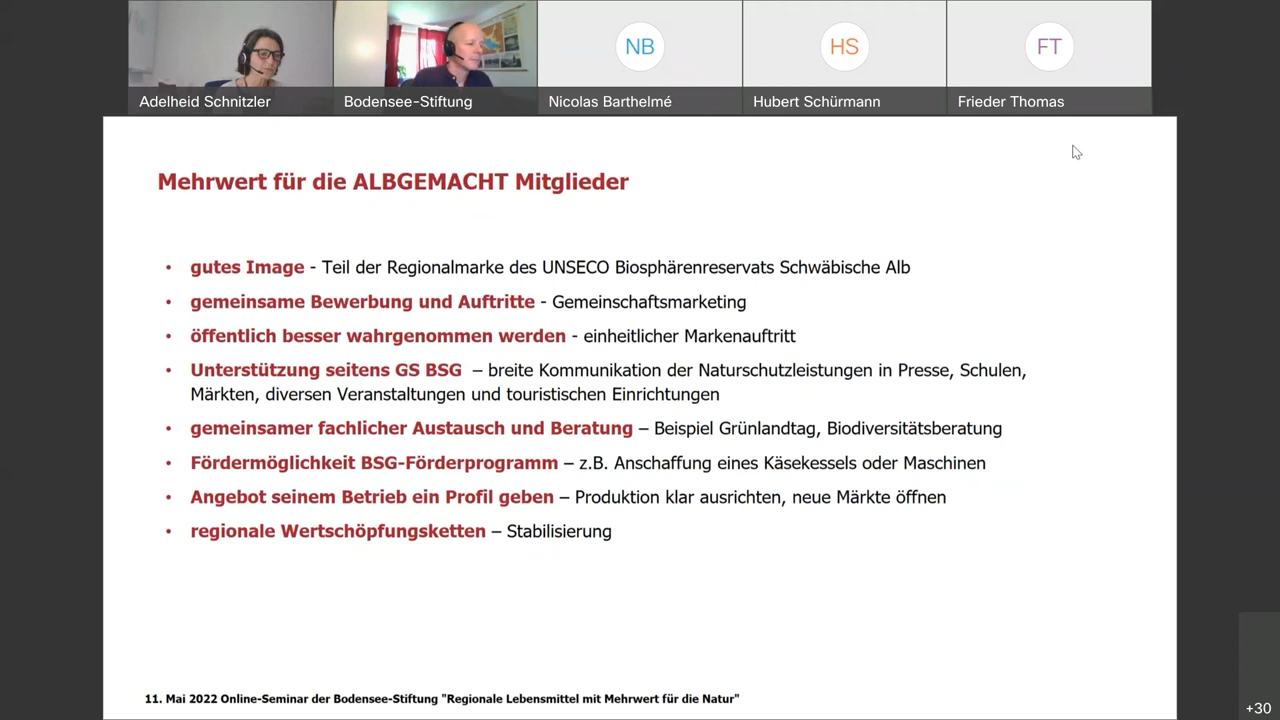 NB
HS
FT
Adelheid Schnitzler
Bodensee-Stiftung
Nicolas Barthelmé
Hubert Schürmann
Frieder Thomas
Mehrwert für die ALBGEMACHT Mitglieder
• gutes Image - Teil der Regionalmarke des UNSECO Biosphärenreservats Schwäbische Alb
• gemeinsame Bewerbung und Auftritte - Gemeinschaftsmarketing
• öffentlich besser wahrgenommen werden - einheitlicher Markenauftritt
• Unterstützung seitens GS BSG – breite Kommunikation der Naturschutzleistungen in Presse, Schulen,
Märkten, diversen Veranstaltungen und touristischen Einrichtungen
• gemeinsamer fachlicher Austausch und Beratung – Beispiel Grünlandtag, Biodiversitätsberatung
• Fördermöglichkeit BSG-Förderprogramm – z.B. Anschaffung eines Käsekessels oder Maschinen
• Angebot seinem Betrieb ein Profil geben – Produktion klar ausrichten, neue Märkte öffnen
• regionale Wertschöpfungsketten – Stabilisierung
11. Mai 2022 Online-Seminar der Bodensee-Stiftung "Regionale Lebensmittel mit Mehrwert für die Natur"
+30